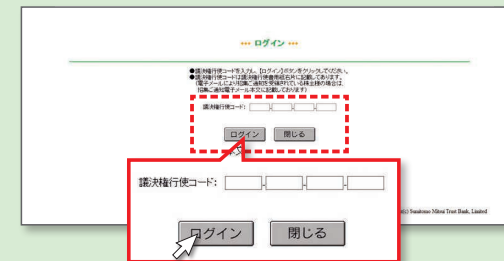 *** ログイン ***
●議決権行使コードを入力し、[ログイン]ボタンをクリックしてください。
●議決権行使コードは議決権行使書用紙右片に記載してあります。
(電子メールにより招集ご通知を受領されている株主様の場合は、
招集ご通知電子メール本文に記載しております)
議決権行使コード: - - -
ログイン 閉じる
議決権行使コード: - - -
ログイン 閉じる
(c) Sumitomo Mitsui Trust Bank, Limited